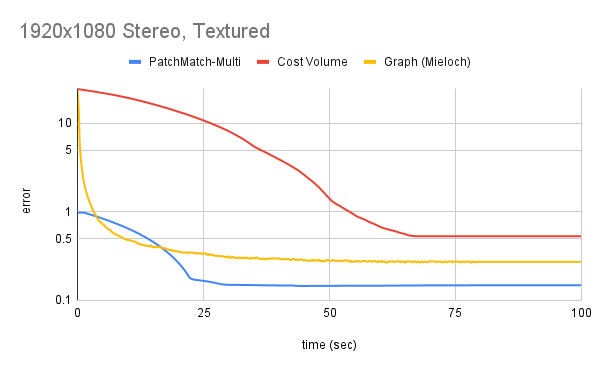 1920x1080 Stereo, Textured
PatchMatch-Multi Cost Volume Graph (Mieloch)
10
5
1
0.5
0.1
error
0 25 50 75 100
time (sec)